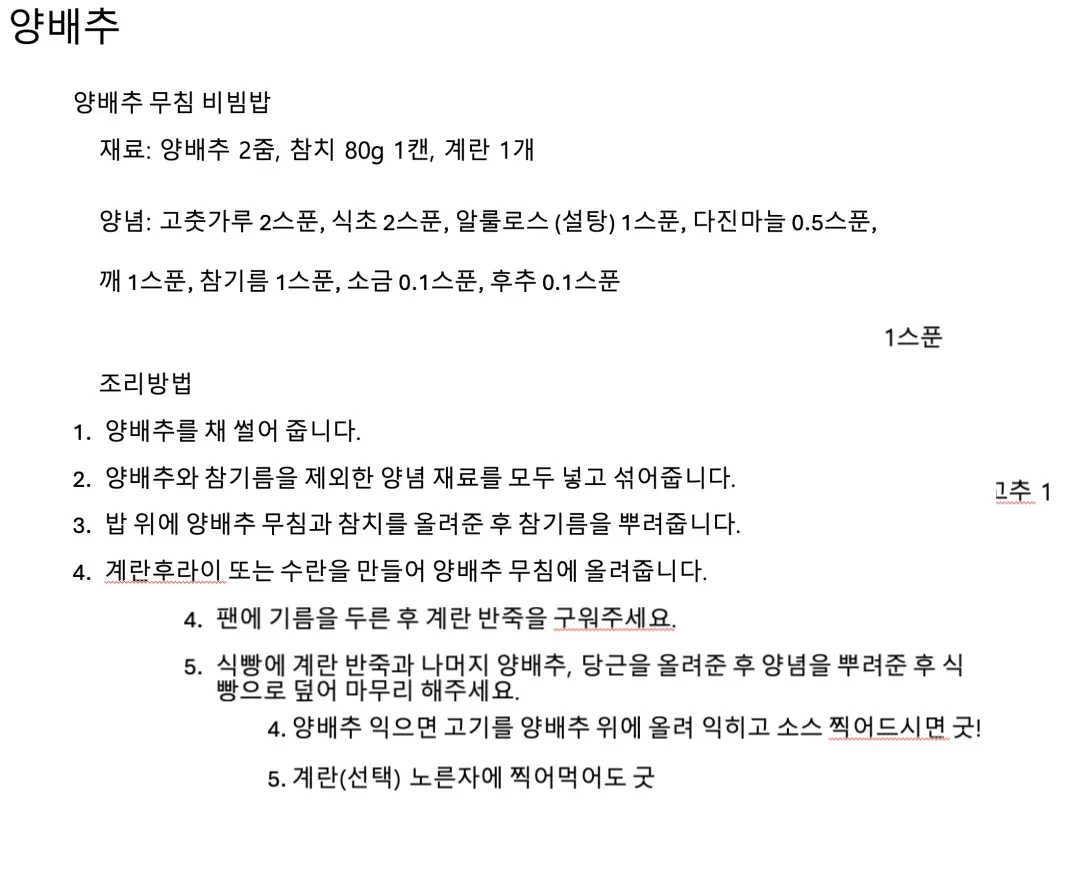 양배추
양배추 무침 비빔밥
재료: 양배추 2줌, 참치 80g 1캔, 계란 1개
양념: 고춧가루 2스푼, 식초 2스푼, 알룰로스 (설탕) 1스푼, 다진마늘 0.5스푼,
깨 1스푼, 참기름 1스푼, 소금 0.1스푼, 후추 0.1스푼
1스푼
조리방법
1. 양배추를 채 썰어 줍니다.
2. 양배추와 참기름을 제외한 양념 재료를 모두 넣고 섞어줍니다.
추 1
3. 밥 위에 양배추 무침과 참치를 올려준 후 참기름을 뿌려줍니다.
4. 계란후라이 또는 수란을 만들어 양배추 무침에 올려줍니다.
4. 팬에 기름을 두른 후 계란 반죽을 구워주세요.
5. 식빵에 계란 반죽과 나머지 양배추, 당근을 올려준 후 양념을 뿌려준 후 식
빵으로 덮어 마무리 해주세요.
4. 양배추 익으면 고기를 양배추 위에 올려 익히고 소스 찍어드시면 굿!
5. 계란(선택) 노른자에 찍어먹어도 굿